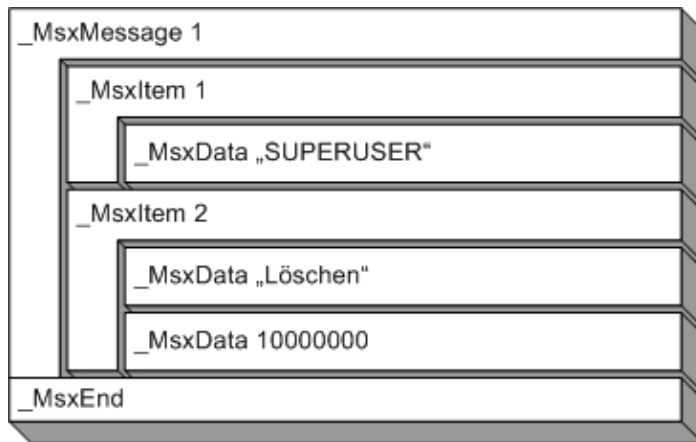 _MsxMessage 1
_MsxItem 1
_MsxData „SUPERUSER“
_MsxItem 2
_MsxData „Löschen“
_MsxData 10000000
_MsxEnd